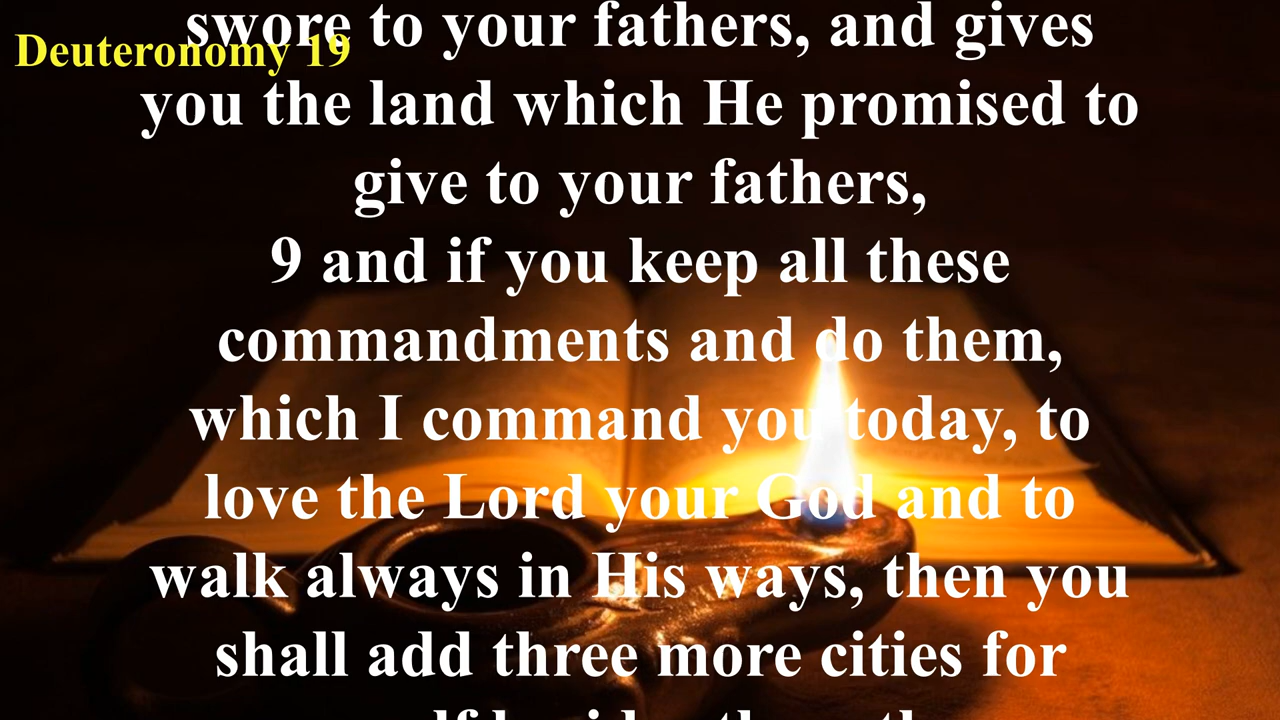 swore to your fathers, and gives
Deuteronomy 19
you the land which He promised to
give to your fathers,
9 and if you keep all these
commandments and do them,
which I command you today, to
love the Lord your God and to
walk always in His ways, then you
shall add three more cities for